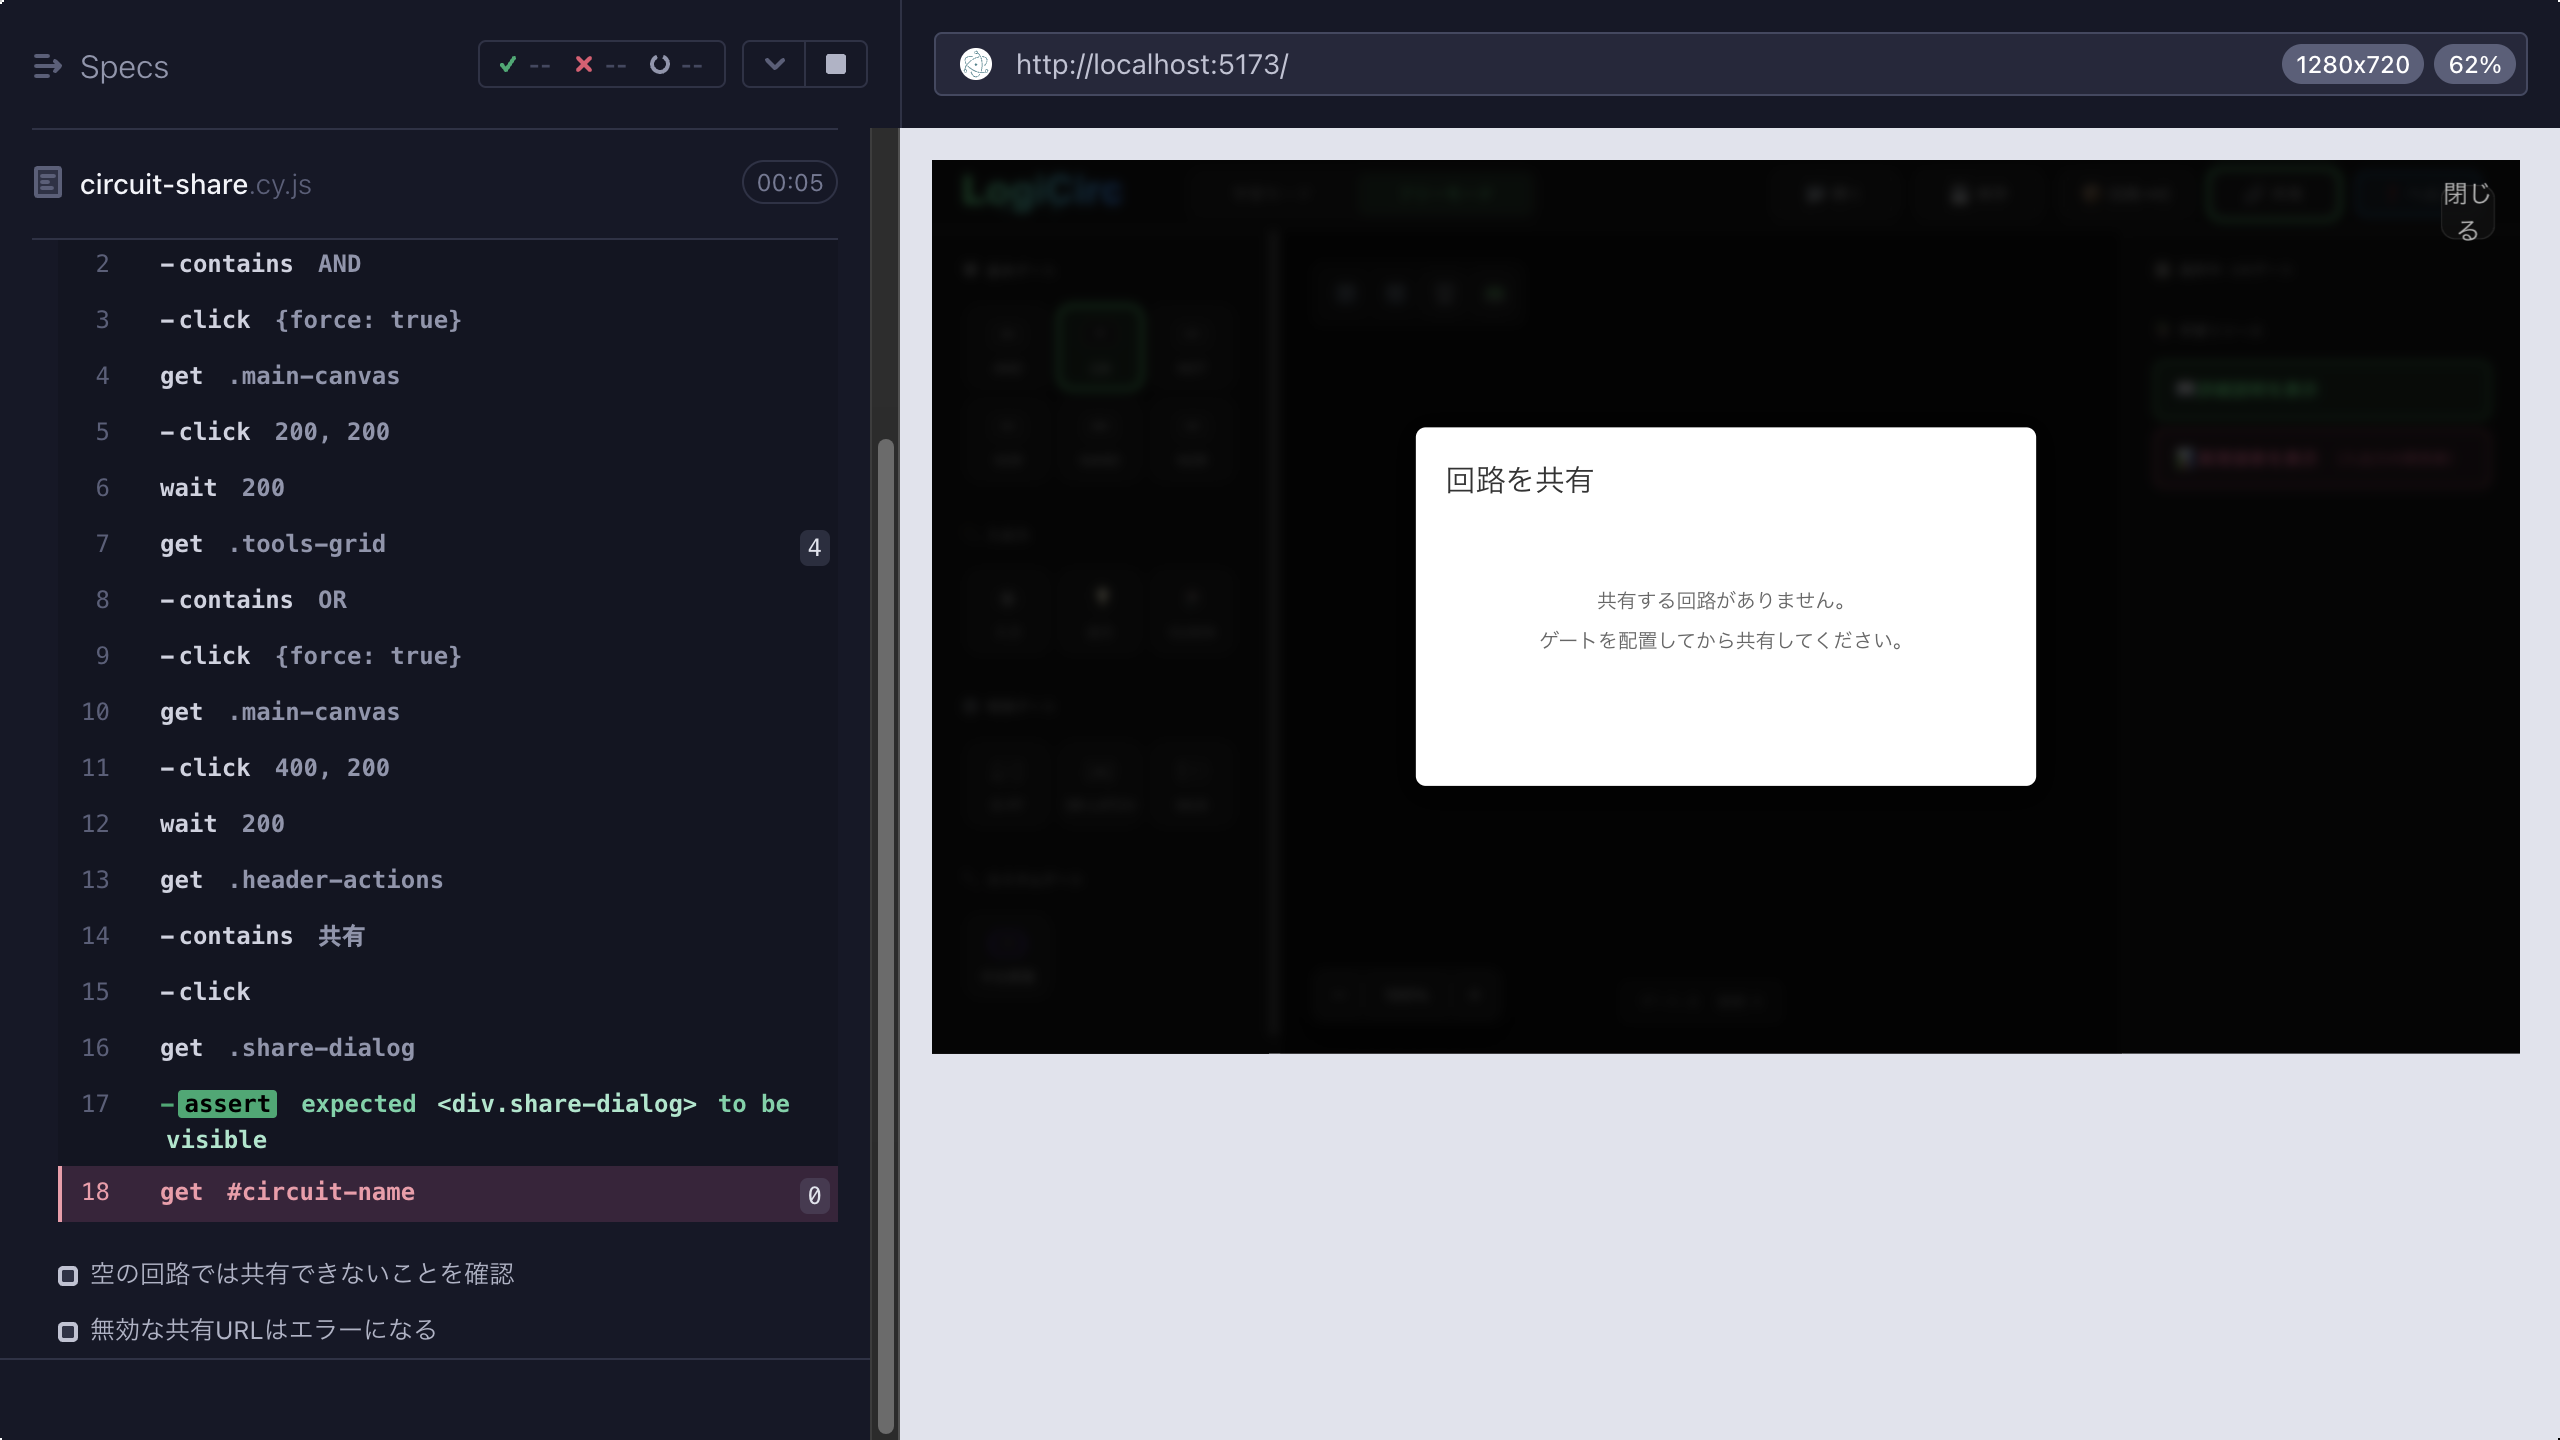 Specs
--
--
--
http://localhost:5173/
1280x720
62%
circuit-share.cy.js
00:05
2 -contains AND
3 -click {force: true}
4 get .main-canvas
5 -click 200, 200
6 wait 200
7 get .tools-grid 4
8 -contains OR
9 -click {force: true}
10 get .main-canvas
11 -click 400, 200
12 wait 200
13 get .header-actions
14 -contains 共有
15 -click
16 get .share-dialog
17 -assert expected <div.share-dialog> to be
visible
18 get #circuit-name 0
空の回路では共有できないことを確認
無効な共有URLはエラーになる
LogiCirc
閉じ
る
回路を共有
共有する回路がありません。
ゲートを配置してから共有してください。